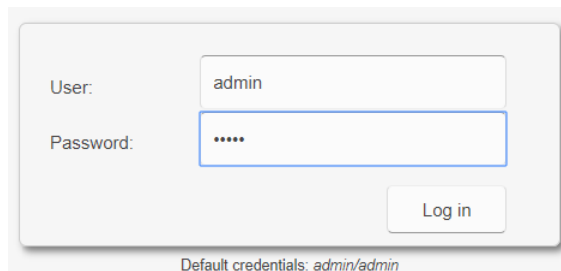 User: admin
Password: •••••
Log in
Default credentials: admin/admin